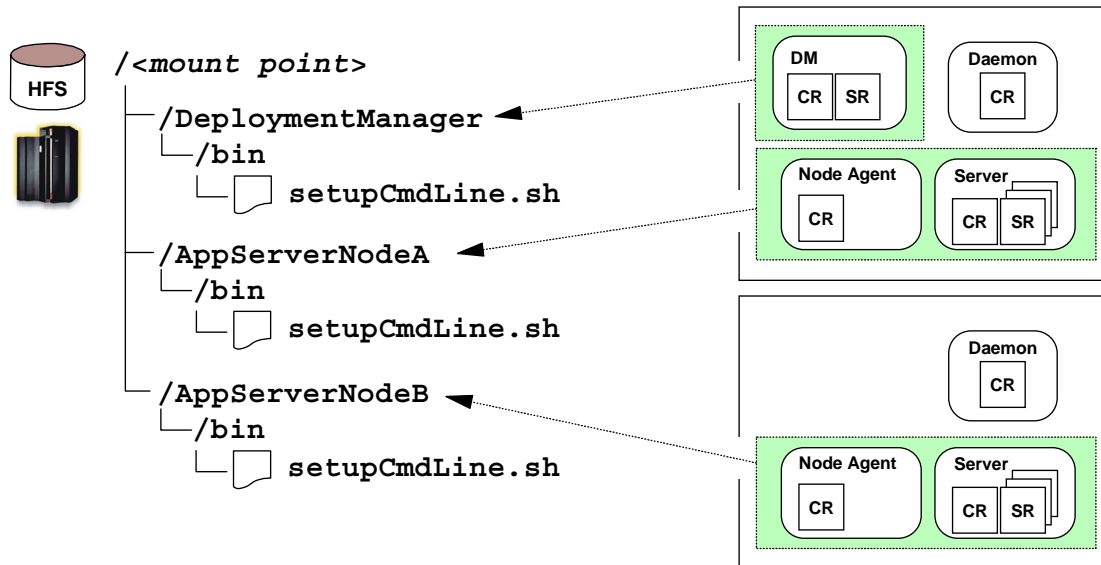 HFS
/<mount point>
/DeploymentManager
/bin
setupCmdLine.sh
/AppServerNodeA
/bin
setupCmdLine.sh
/AppServerNodeB
/bin
setupCmdLine.sh
DM
CR SR
Daemon
CR
Node Agent
CR
Server
CR SR
Daemon
CR
Node Agent
CR
Server
CR SR